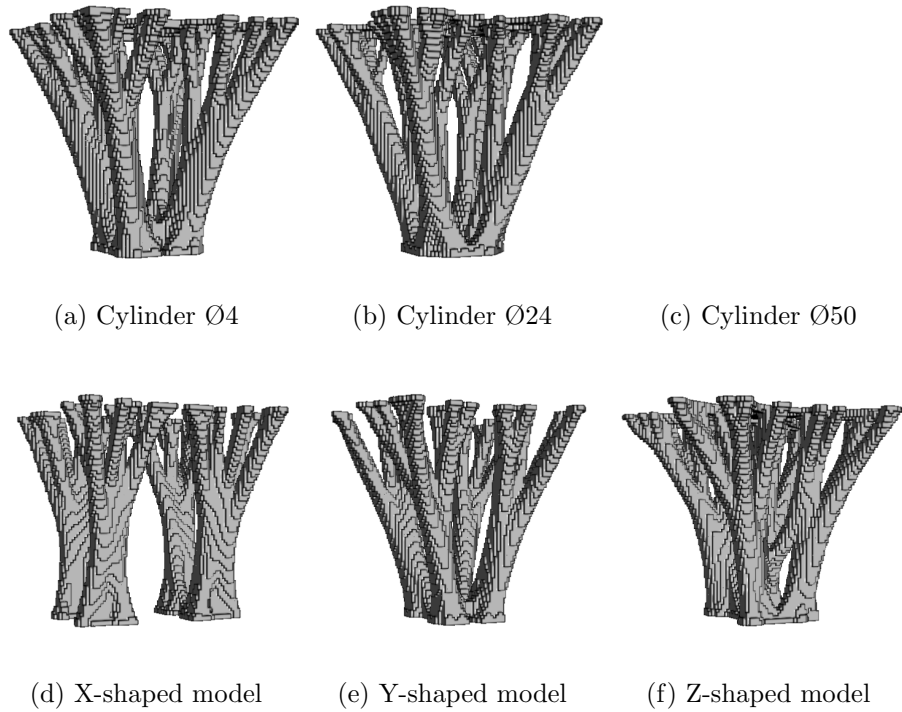 (a) Cylinder Ø4
(b) Cylinder Ø24
(c) Cylinder Ø50
(d) X-shaped model
(e) Y-shaped model
(f) Z-shaped model